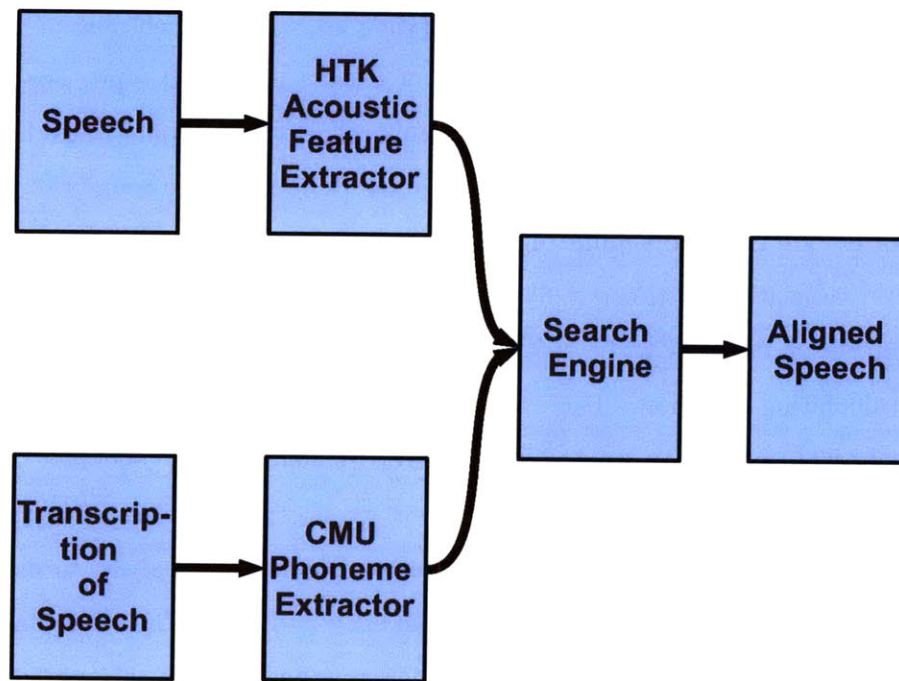 Speech
HTK
Acoustic
Feature
Extractor
Search
Engine
Aligned
Speech
Transcrip-
tion
of
Speech
CMU
Phoneme
Extractor